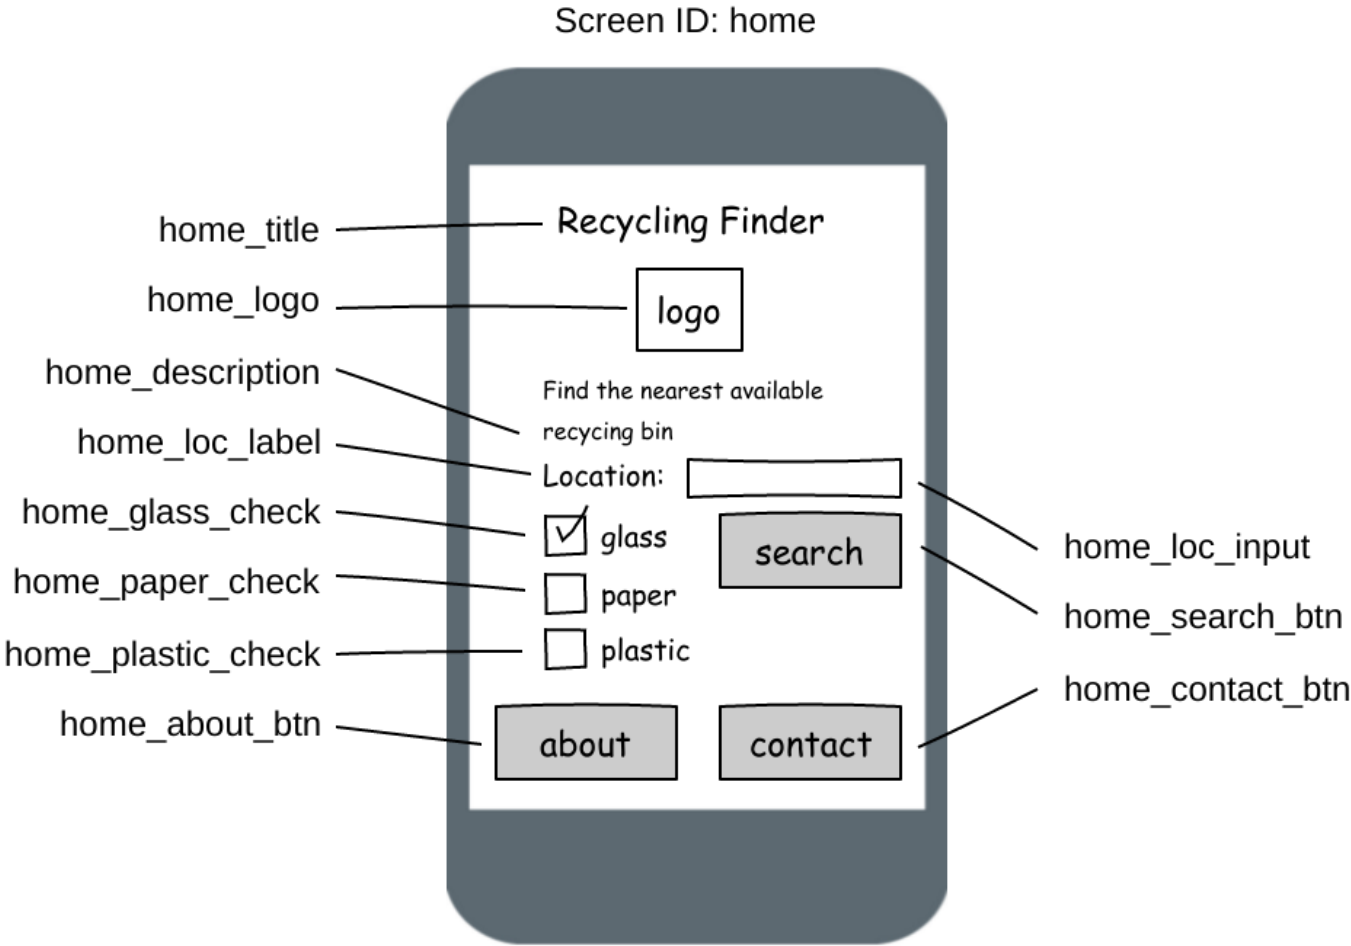 Screen ID: home
home_title
Recycling Finder
home_logo
logo
home_description
Find the nearest available
recycing bin
home_loc_label
Location:
home_glass_check
glass
search
home_loc_input
home_paper_check
paper
home_search_btn
home_plastic_check
plastic
home_contact_btn
home_about_btn
about
contact